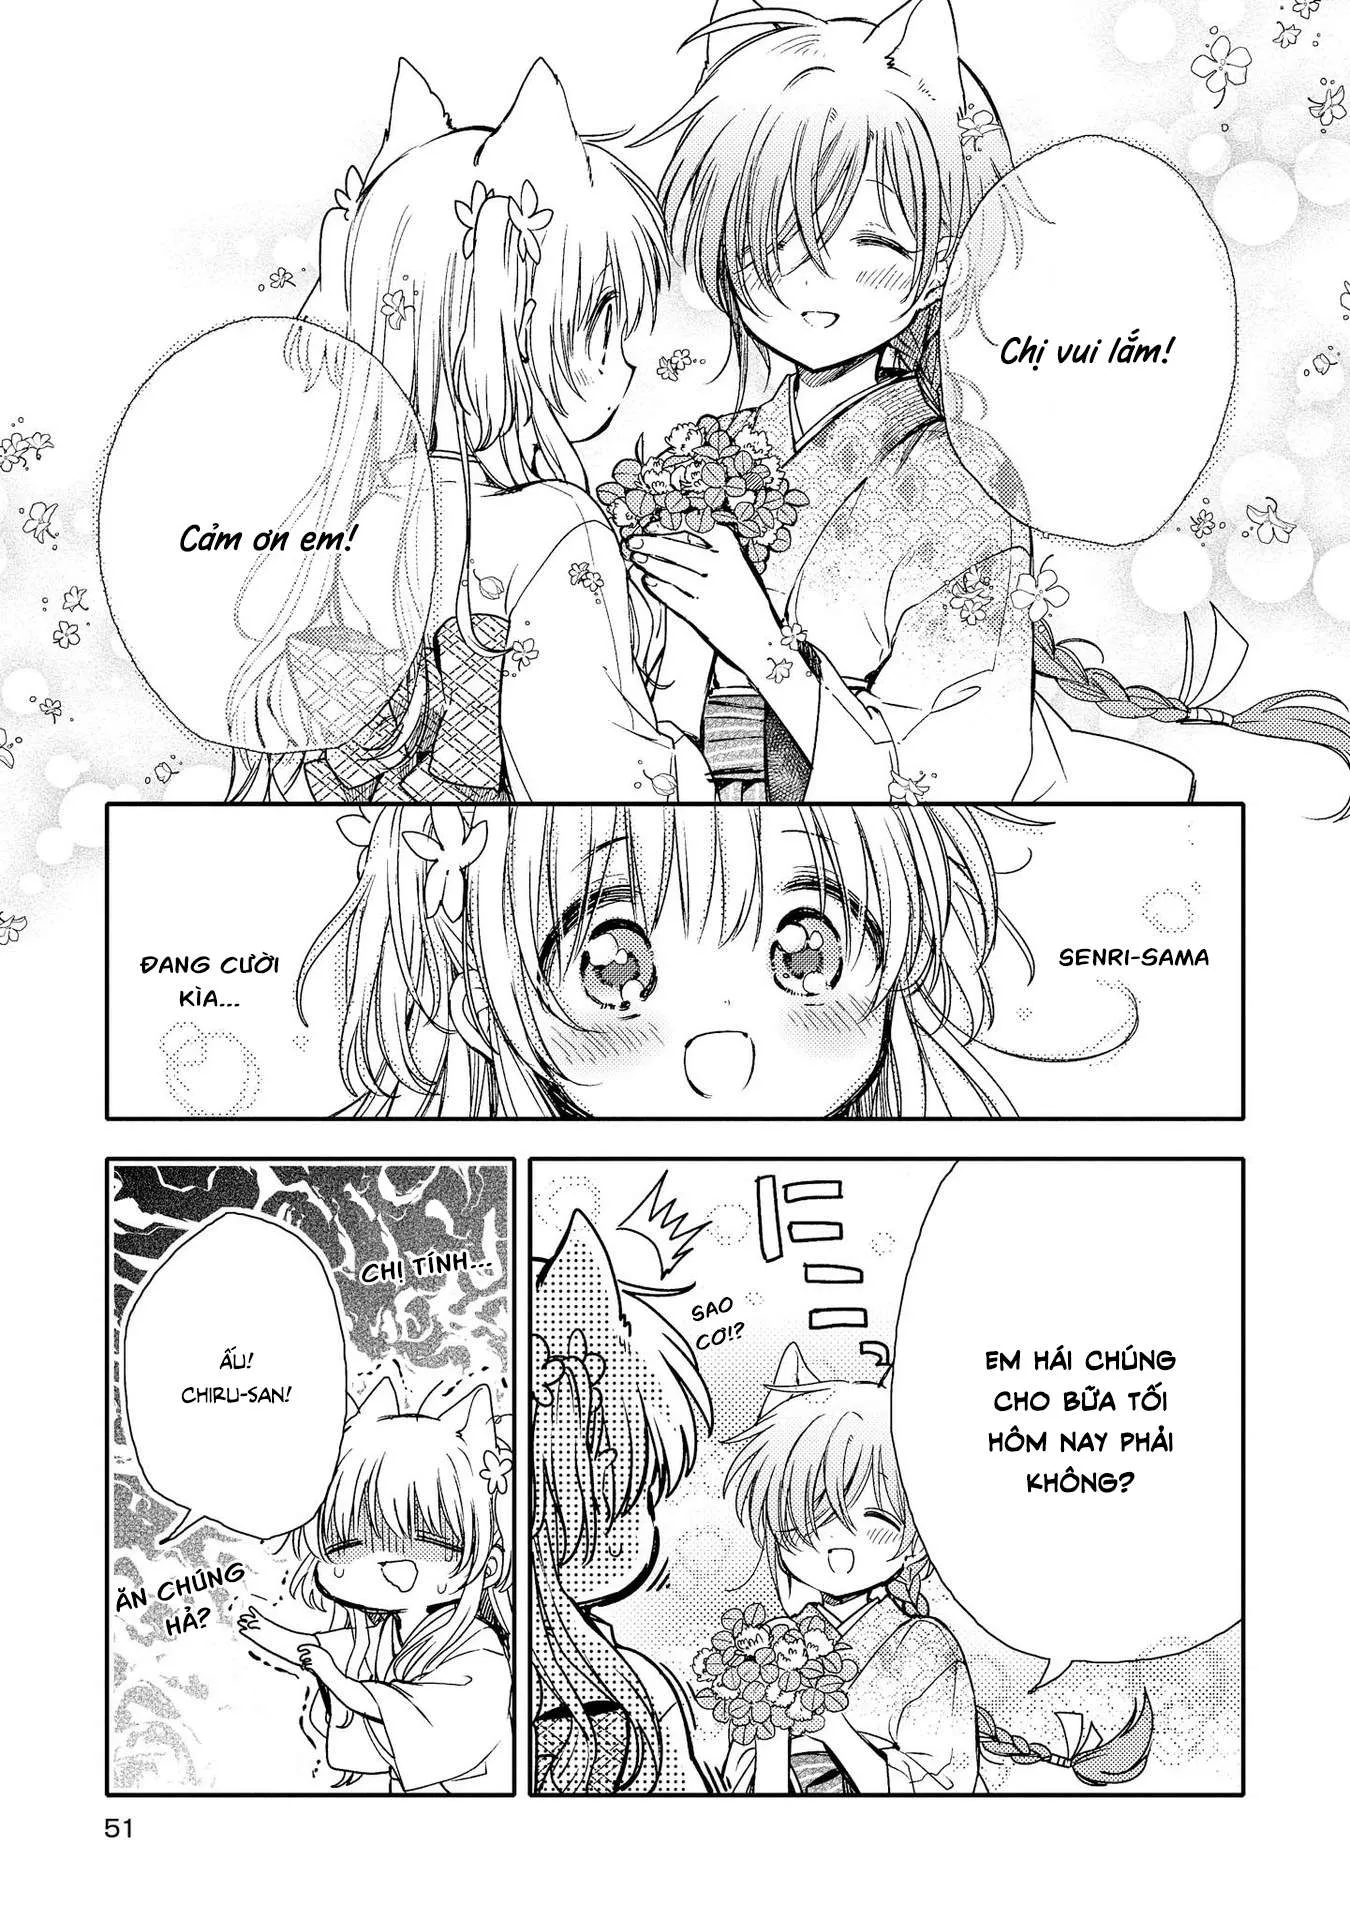 Chị vui lắm!
Cảm ơn em!
SENRI-SAMA
ĐANG CƯỜI
KÌA...
EM HÁI CHÚNG
CHO BỮA TỐI
HÔM NAY PHẢI
KHÔNG?
SAO
CƠ!?
CHỊ TÍNH...
ẤU!
CHIRU-SAN!
ĂN CHÚNG
HẢ?
51